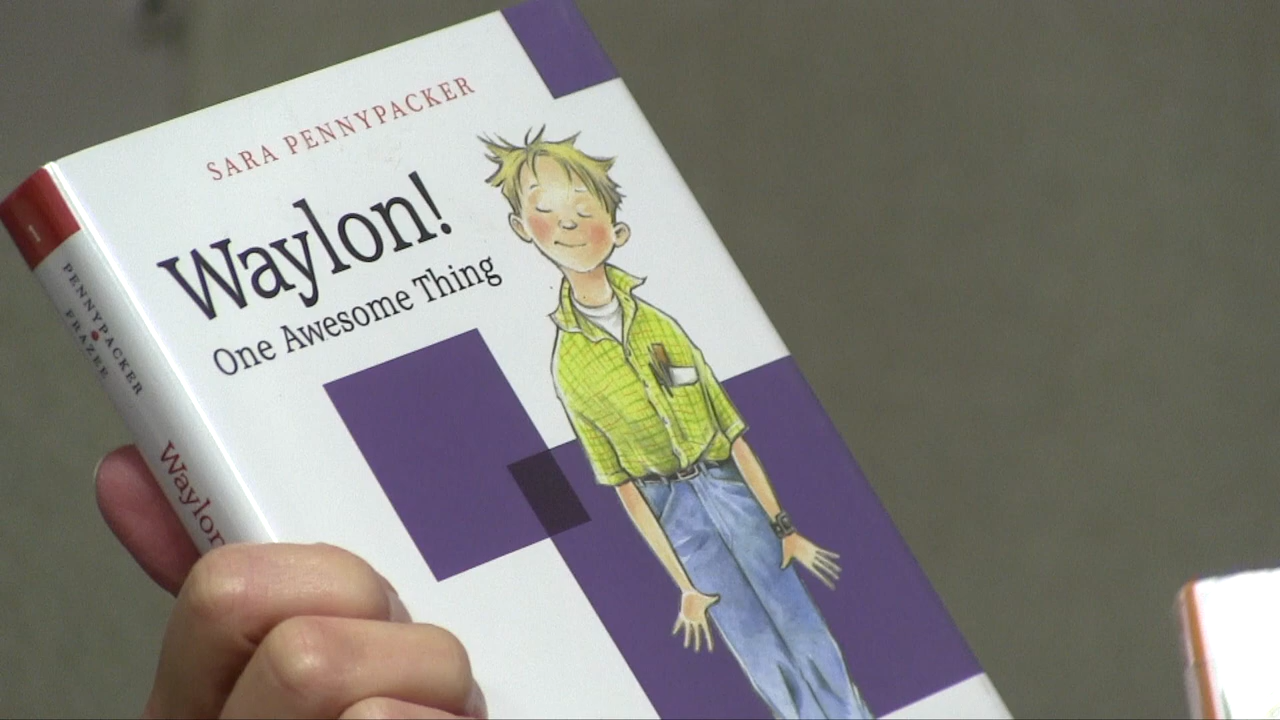 SARA PENNYPACKER
Waylon!
One Awesome Thing
1
PENNYPACKER
FRAZEE
Waylon